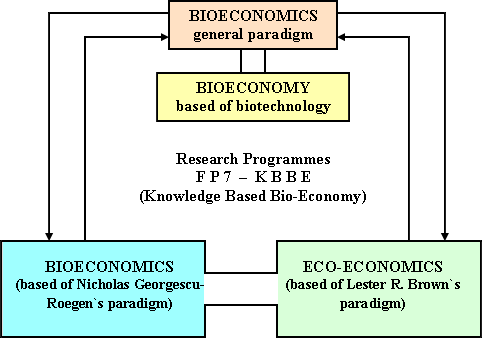 BIOECONOMICS
general paradigm
BIOECONOMY
based of biotechnology
Research Programmes
F P 7 – K B B E
(Knowledge Based Bio-Economy)
BIOECONOMICS
(based of Nicholas Georgescu-
Roegen`s paradigm)
ECO-ECONOMICS
(based of Lester R. Brown`s
paradigm)